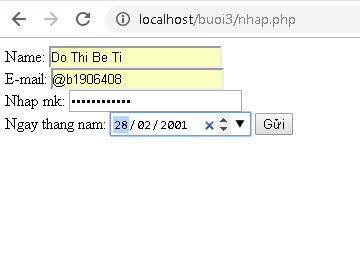 localhost/buoi3/nhap.php
Name: Do Thi Be Ti
E-mail: @b1906408
Nhap mk: ••••••••••••
Ngay thang nam: 28/02/2001 Gửi